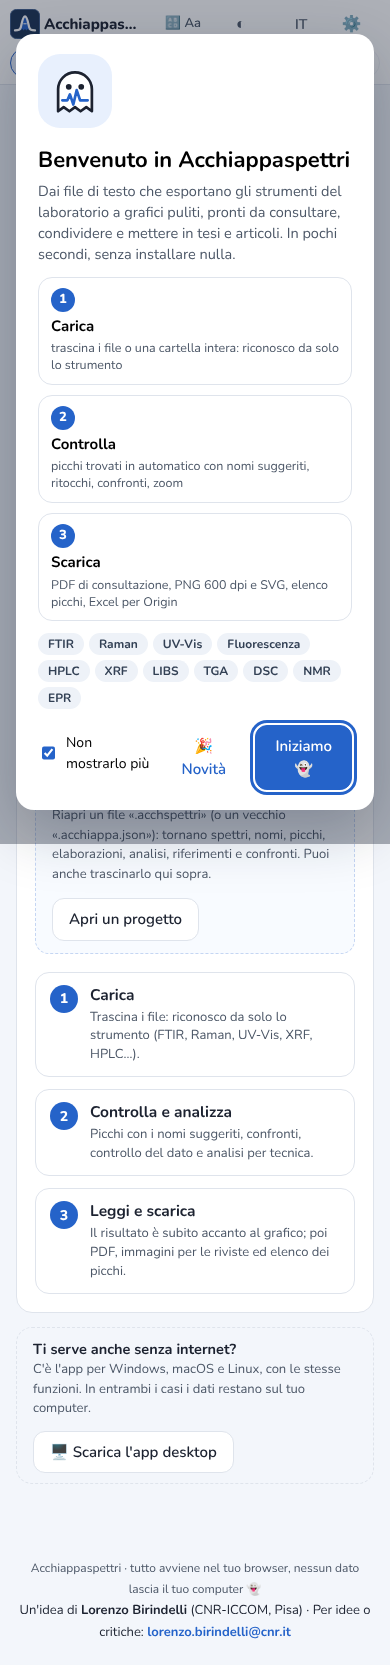 Acchiappas... Aa IT
Benvenuto in Acchiappaspettri
Dai file di testo che esportano gli strumenti del
laboratorio a grafici puliti, pronti da consultare,
condividere e mettere in tesi e articoli. In pochi
secondi, senza installare nulla.
1
Carica
trascina i file o una cartella intera: riconosco da solo
lo strumento
2
Controlla
picchi trovati in automatico con nomi suggeriti,
ritocchi, confronti, zoom
3
Scarica
PDF di consultazione, PNG 600 dpi e SVG, elenco
picchi, Excel per Origin
FTIR Raman UV-Vis Fluorescenza
HPLC XRF LIBS TGA DSC NMR
EPR
Non
mostrarlo più
🎉
Novità
Iniziamo
👻
Riapri un file «.acchspettri» (o un vecchio
«.acchiappa.json»): tornano spettri, nomi, picchi,
elaborazioni, analisi, riferimenti e confronti. Puoi
anche trascinarlo qui sopra.
Apri un progetto
1 Carica
Trascina i file: riconosco da solo lo
strumento (FTIR, Raman, UV-Vis, XRF,
HPLC…).
2 Controlla e analizza
Picchi con i nomi suggeriti, confronti,
controllo del dato e analisi per tecnica.
3 Leggi e scarica
Il risultato è subito accanto al grafico; poi
PDF, immagini per le riviste ed elenco dei
picchi.
Ti serve anche senza internet?
C'è l'app per Windows, macOS e Linux, con le stesse
funzioni. In entrambi i casi i dati restano sul tuo
computer.
🖥️ Scarica l'app desktop
Acchiappaspettri · tutto avviene nel tuo browser, nessun dato
lascia il tuo computer 👻
Un'idea di Lorenzo Birindelli (CNR-ICCOM, Pisa) · Per idee o
critiche: lorenzo.birindelli@cnr.it